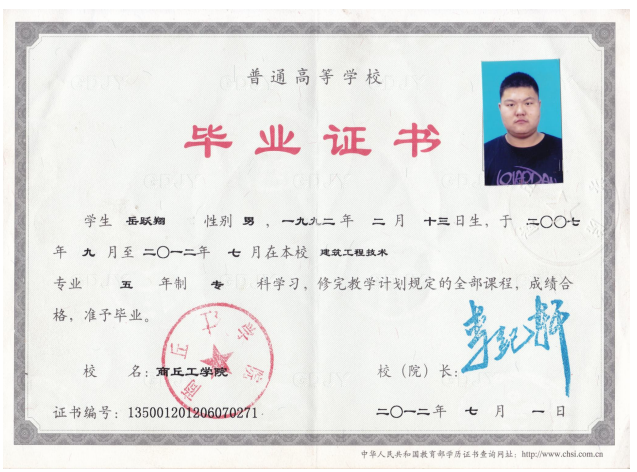 普通高等学校
毕业证书
学生 岳跃翔 性别 男 ，一九九二年 二 月 十三日生，于 二〇〇七
年 九 月至 二〇一二年 七 月在本校 建筑工程技术
专业 五 年制 专 科学习，修完教学计划规定的全部课程，成绩合
格，准予毕业。
校 名：商丘工学院
校（院）长：
证书编号：135001201206070271
二〇一二年 七 月 一 日
中华人民共和国教育部学历证书查询网址：http://www.chsi.com.cn